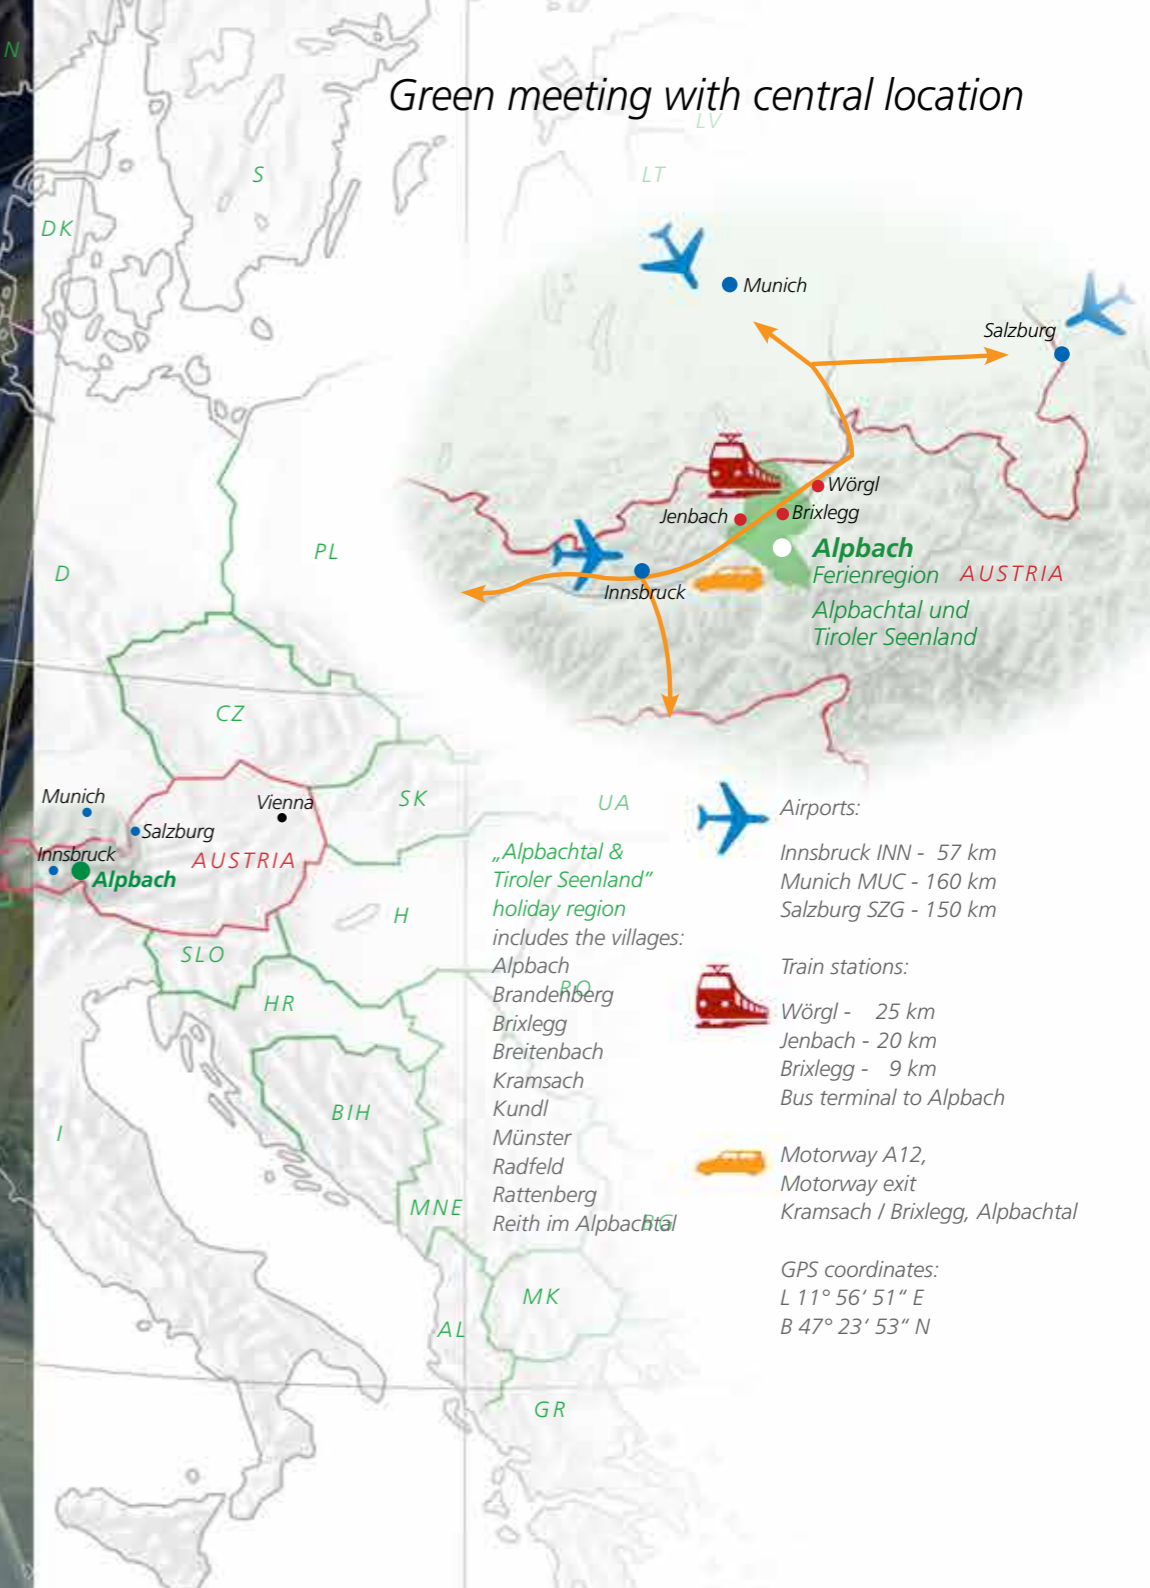 Green meeting with central location
N
LV
LT
S
DK
Munich
Salzburg
Wörgl
Jenbach
Brixlegg
Alpbach
Ferienregion
AUSTRIA
Innsbruck
Alpbachtal und
Tiroler Seenland
PL
D
CZ
Munich
Vienna
SK
UA
Salzburg
Innsbruck
AUSTRIA
Alpbach
H
SLO
HR
RO
BIH
I
MNE
BG
MK
AL
GR
„Alpbachtal &
Tiroler Seenland“
holiday region
includes the villages:
Alpbach
Brandenberg
Brixlegg
Breitenbach
Kramsach
Kundl
Münster
Radfeld
Rattenberg
Reith im Alpbachtal
Airports:
Innsbruck INN - 57 km
Munich MUC - 160 km
Salzburg SZG - 150 km
Train stations:
Wörgl - 25 km
Jenbach - 20 km
Brixlegg - 9 km
Bus terminal to Alpbach
Motorway A12,
Motorway exit
Kramsach / Brixlegg, Alpbachtal
GPS coordinates:
L 11° 56‘ 51“ E
B 47° 23‘ 53“ N